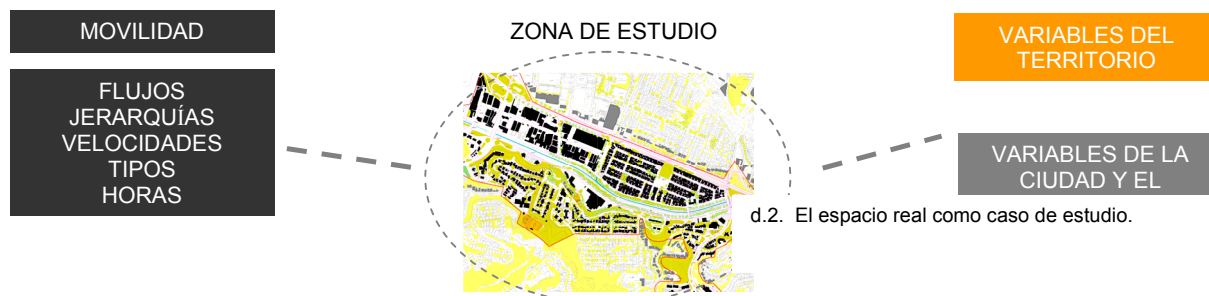 MOVILIDAD
FLUJOS
JERARQUÍAS
VELOCIDADES
TIPOS
HORAS
ZONA DE ESTUDIO
VARIABLES DEL
TERRITORIO
VARIABLES DE LA
CIUDAD Y EL
d.2. El espacio real como caso de estudio.